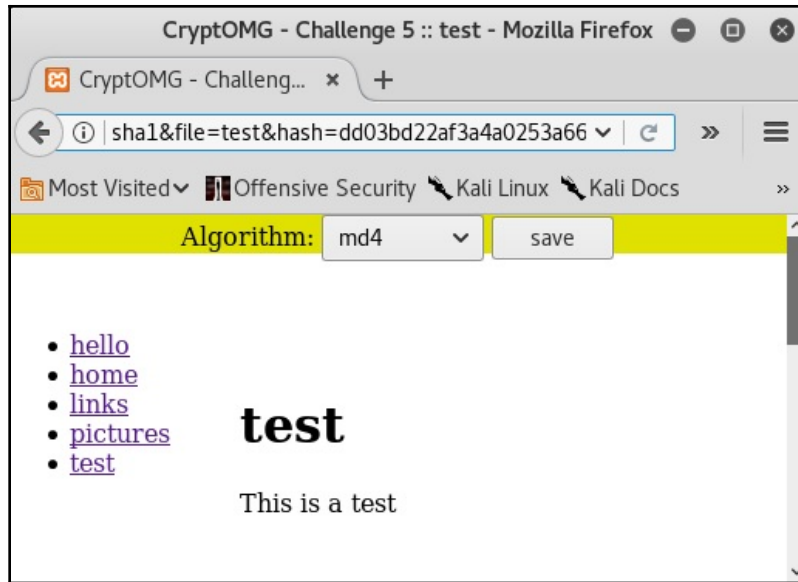 CryptOMG - Challenge 5 :: test - Mozilla Firefox
CryptOMG - Challeng...
sha1&file=test&hash=dd03bd22af3a4a0253a66
Most Visited Offensive Security Kali Linux Kali Docs »
Algorithm: md4 save
hello
home
links
pictures
test
test
This is a test